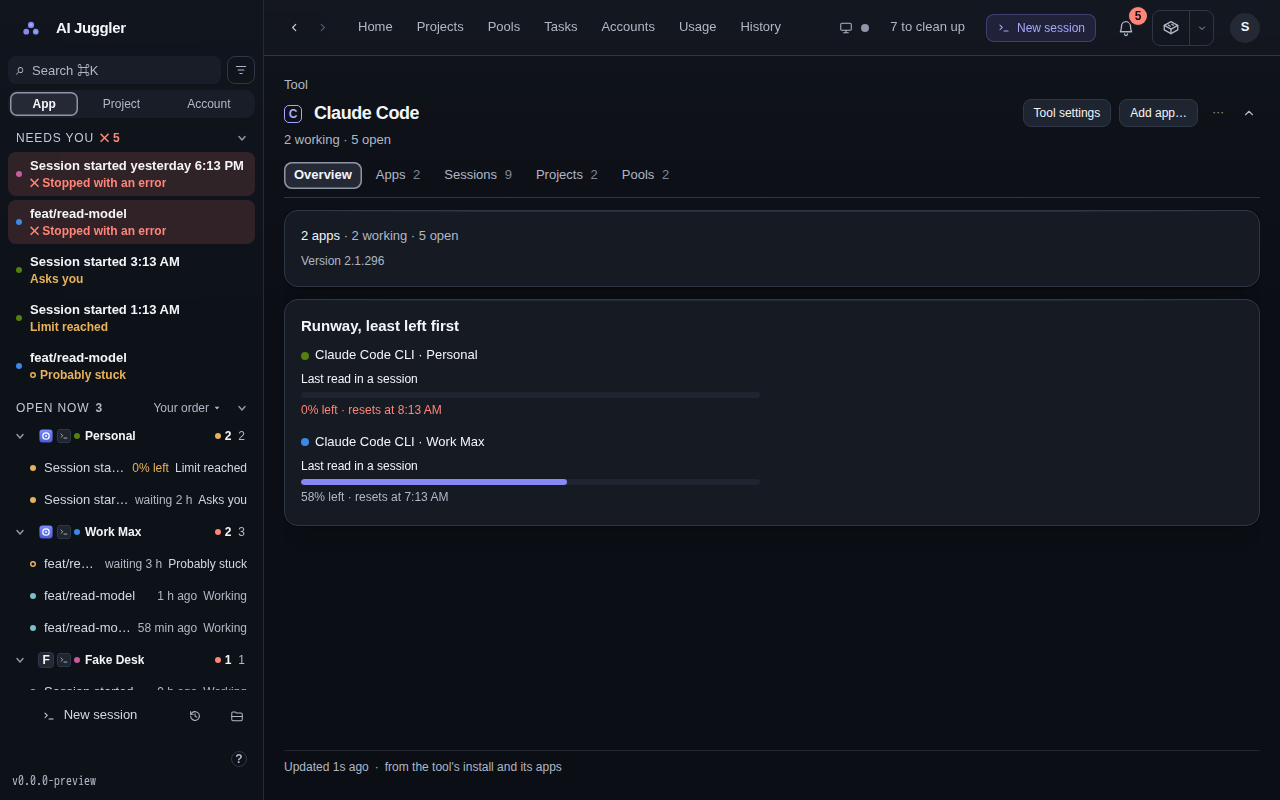 AI Juggler
Search ⌘K
App Project Account
NEEDS YOU 5
Session started yesterday 6:13 PM
Stopped with an error
feat/read-model
Stopped with an error
Session started 3:13 AM
Asks you
Session started 1:13 AM
Limit reached
feat/read-model
Probably stuck
OPEN NOW 3 Your order
Personal 2 2
Session sta… 0% left Limit reached
Session star… waiting 2 h Asks you
Work Max 2 3
feat/re… waiting 3 h Probably stuck
feat/read-model 1 h ago Working
feat/read-mo… 58 min ago Working
F Fake Desk 1 1
New session
?
v0.0.0-preview
Home Projects Pools Tasks Accounts Usage History 7 to clean up New session 5 S
Tool
C Claude Code Tool settings Add app… ···
2 working · 5 open
Overview Apps 2 Sessions 9 Projects 2 Pools 2
2 apps · 2 working · 5 open
Version 2.1.296
Runway, least left first
Claude Code CLI · Personal
Last read in a session
0% left · resets at 8:13 AM
Claude Code CLI · Work Max
Last read in a session
58% left · resets at 7:13 AM
Updated 1s ago · from the tool's install and its apps